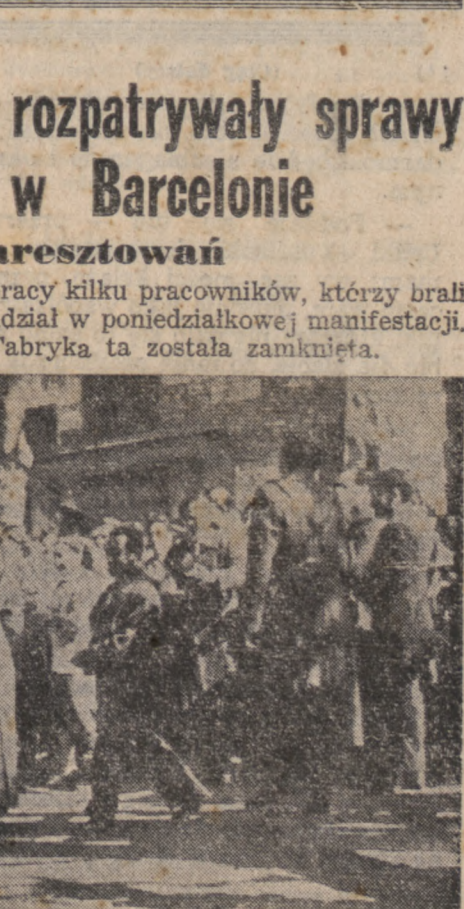 rozpatrywały sprawy
w Barcelonie
aresztowań
racy kilku pracowników, którzy brali
dział w poniedziałkowej manifestacji.
Fabryka ta została zamknięta.